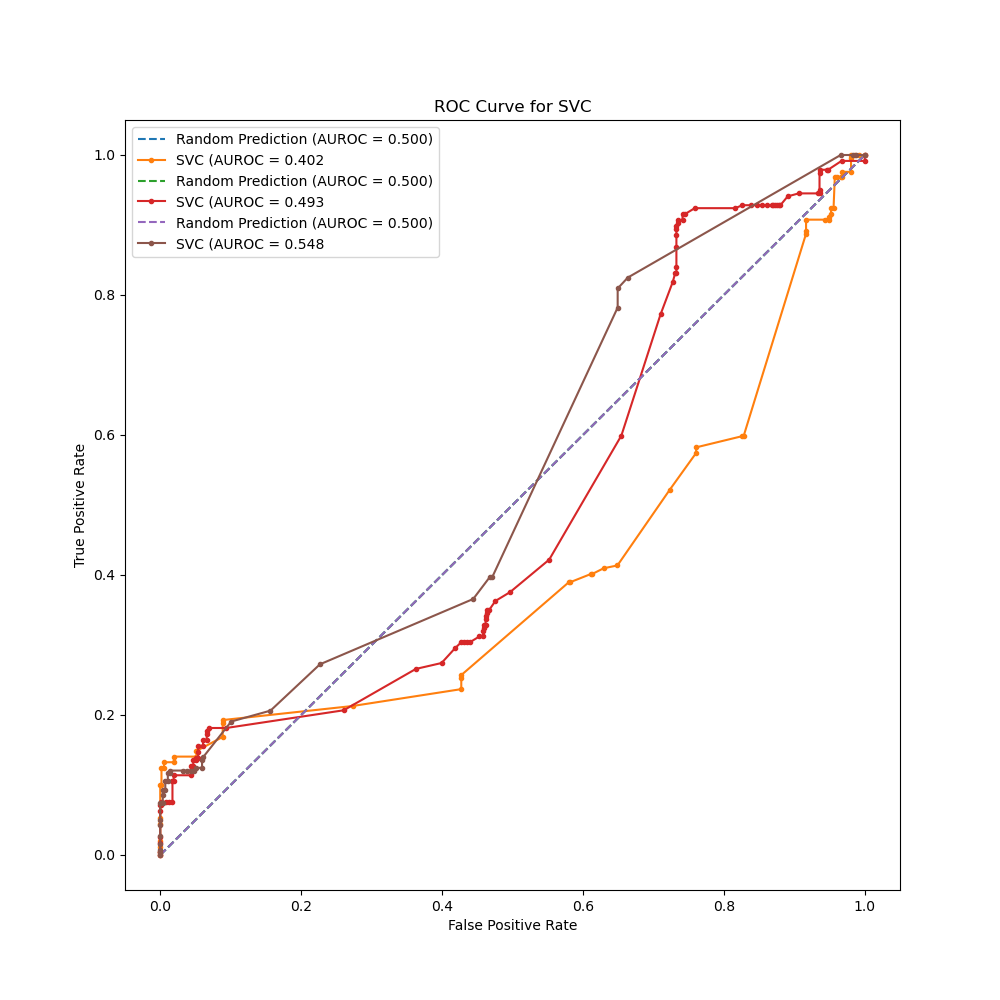 ROC Curve for SVC
Random Prediction (AUROC = 0.500)
SVC (AUROC = 0.402
Random Prediction (AUROC = 0.500)
SVC (AUROC = 0.493
Random Prediction (AUROC = 0.500)
SVC (AUROC = 0.548
1.0
0.8
0.6
0.4
0.2
0.0
True Positive Rate
0.0 0.2 0.4 0.6 0.8 1.0
False Positive Rate